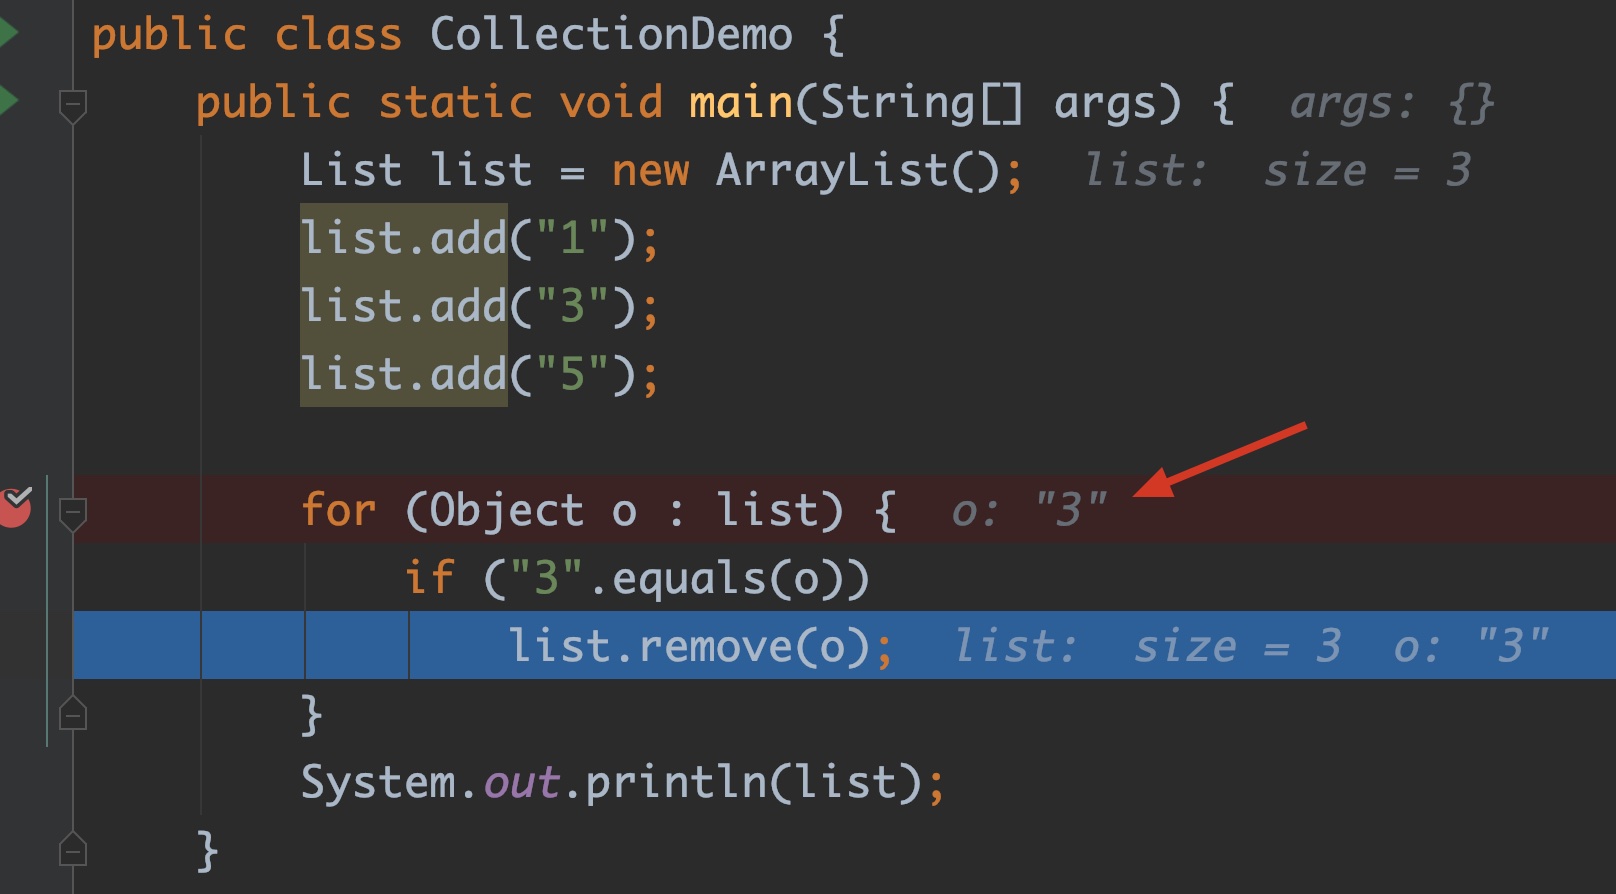 public class CollectionDemo {
public static void main(String[] args) {  args: {}
List list = new ArrayList();  list:  size = 3
list.add("1");
list.add("3");
list.add("5");
for (Object o : list) {  o: "3"
if ("3".equals(o))
list.remove(o);  list:  size = 3  o: "3"
}
System.out.println(list);
}